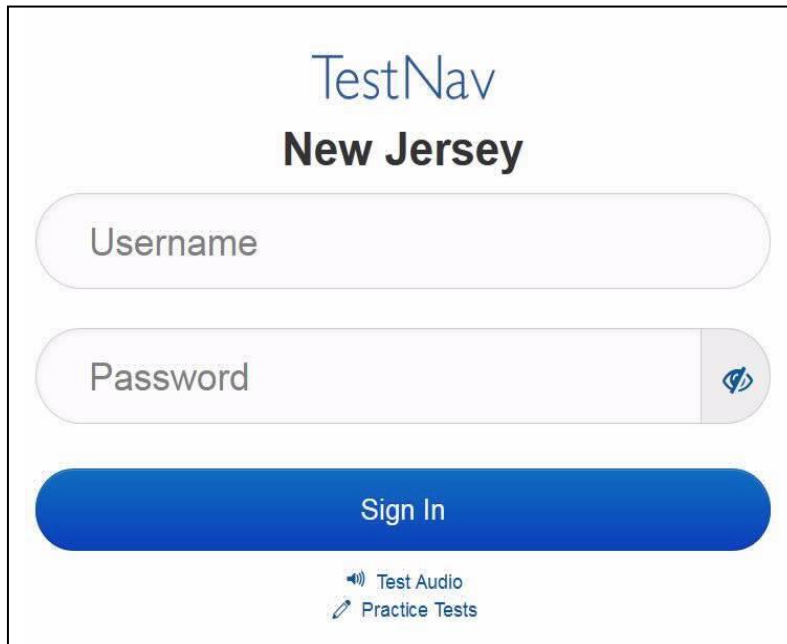 TestNav
New Jersey
Username
Password
Sign In
Test Audio
Practice Tests